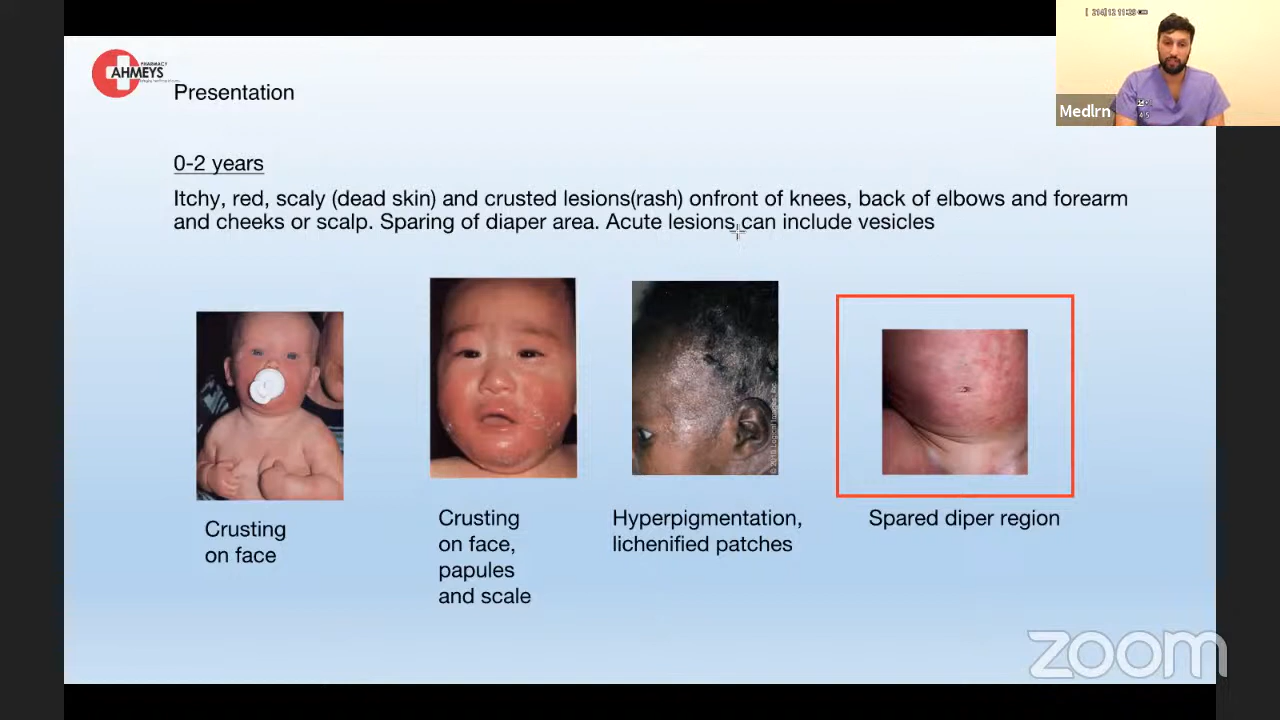 PHARMACY
AHMEYS
Presentation
0-2 years
Itchy, red, scaly (dead skin) and crusted lesions(rash) onfront of knees, back of elbows and forearm
and cheeks or scalp. Sparing of diaper area. Acute lesions can include vesicles
Crusting
on face
Crusting
on face,
papules
and scale
Hyperpigmentation,
lichenified patches
Spared diper region
Medlrn
zoom